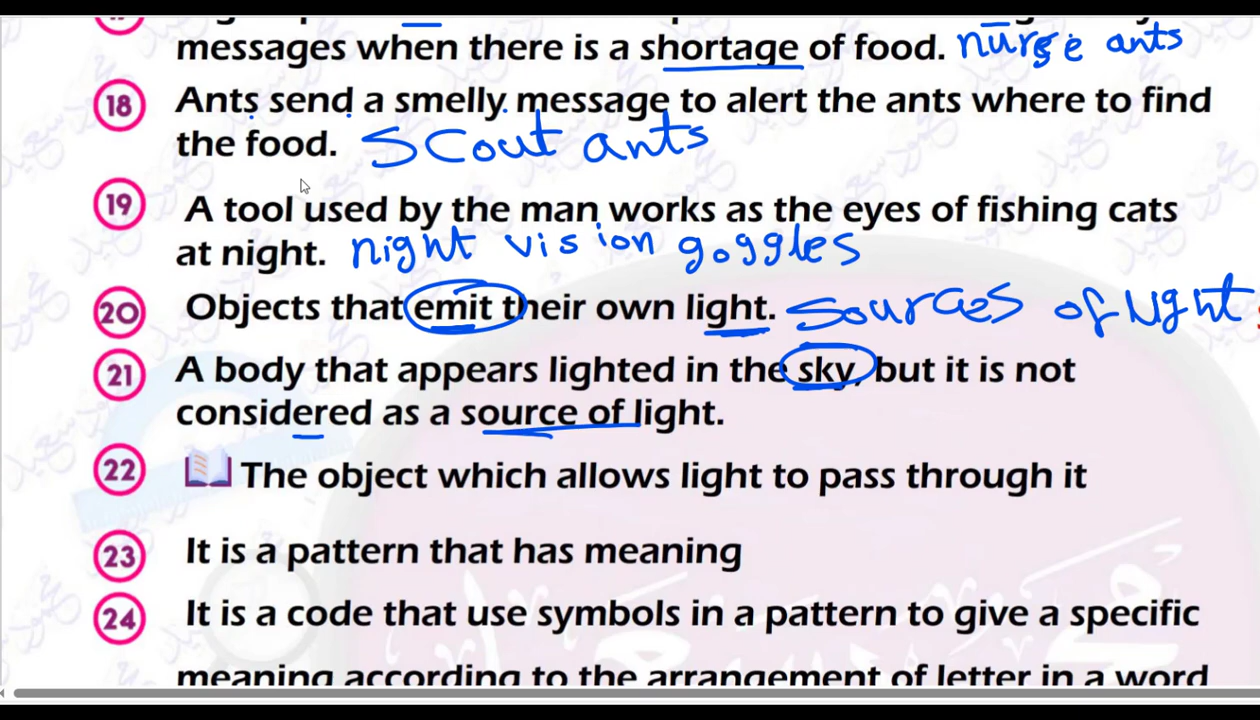 messages when there is a shortage of food. nurse ants
18 Ants send a smelly message to alert the ants where to find
the food. Scout ants
19 A tool used by the man works as the eyes of fishing cats
at night. night vision goggles
20 Objects that emit their own light. Sources of light
21 A body that appears lighted in the sky, but it is not
considered as a source of light.
22 The object which allows light to pass through it
23 It is a pattern that has meaning
24 It is a code that use symbols in a pattern to give a specific
meaning according to the arrangement of letter in a word